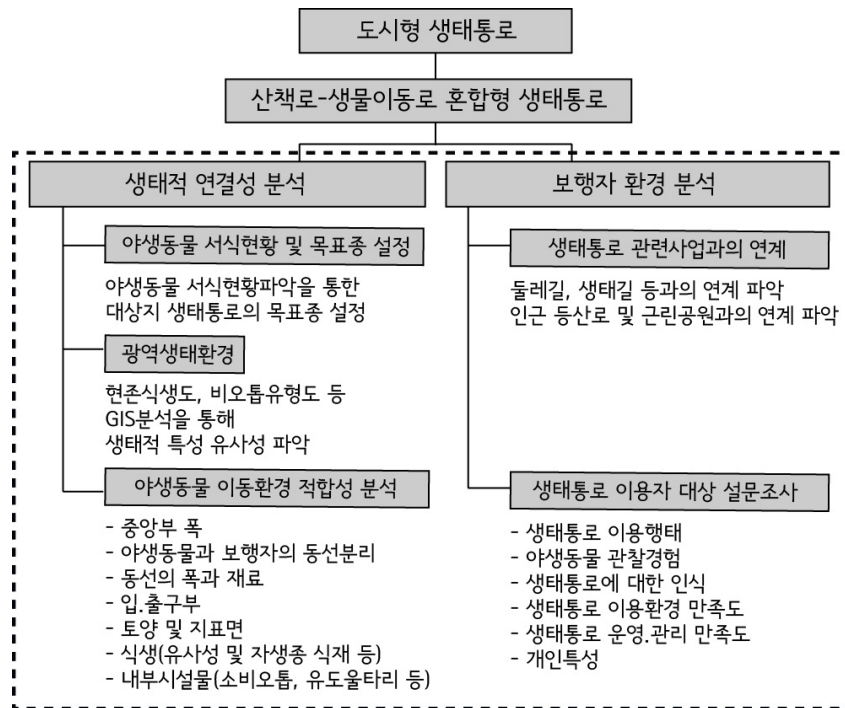 도시형 생태통로
산책로-생물이동로 혼합형 생태통로
생태적 연결성 분석
야생동물 서식현황 및 목표종 설정
야생동물 서식현황파악을 통한
대상지 생태통로의 목표종 설정
광역생태환경
현존식생도, 비오톱유형도 등
GIS분석을 통해
생태적 특성 유사성 파악
야생동물 이동환경 적합성 분석
- 중앙부 폭
- 야생동물과 보행자의 동선분리
- 동선의 폭과 재료
- 입.출구부
- 토양 및 지표면
- 식생(유사성 및 자생종 식재 등)
- 내부시설물(소비오톱, 유도울타리 등)
보행자 환경 분석
생태통로 관련사업과의 연계
둘레길, 생태길 등과의 연계 파악
인근 등산로 및 근린공원과의 연계 파악
생태통로 이용자 대상 설문조사
- 생태통로 이용행태
- 야생동물 관찰경험
- 생태통로에 대한 인식
- 생태통로 이용환경 만족도
- 생태통로 운영.관리 만족도
- 개인특성